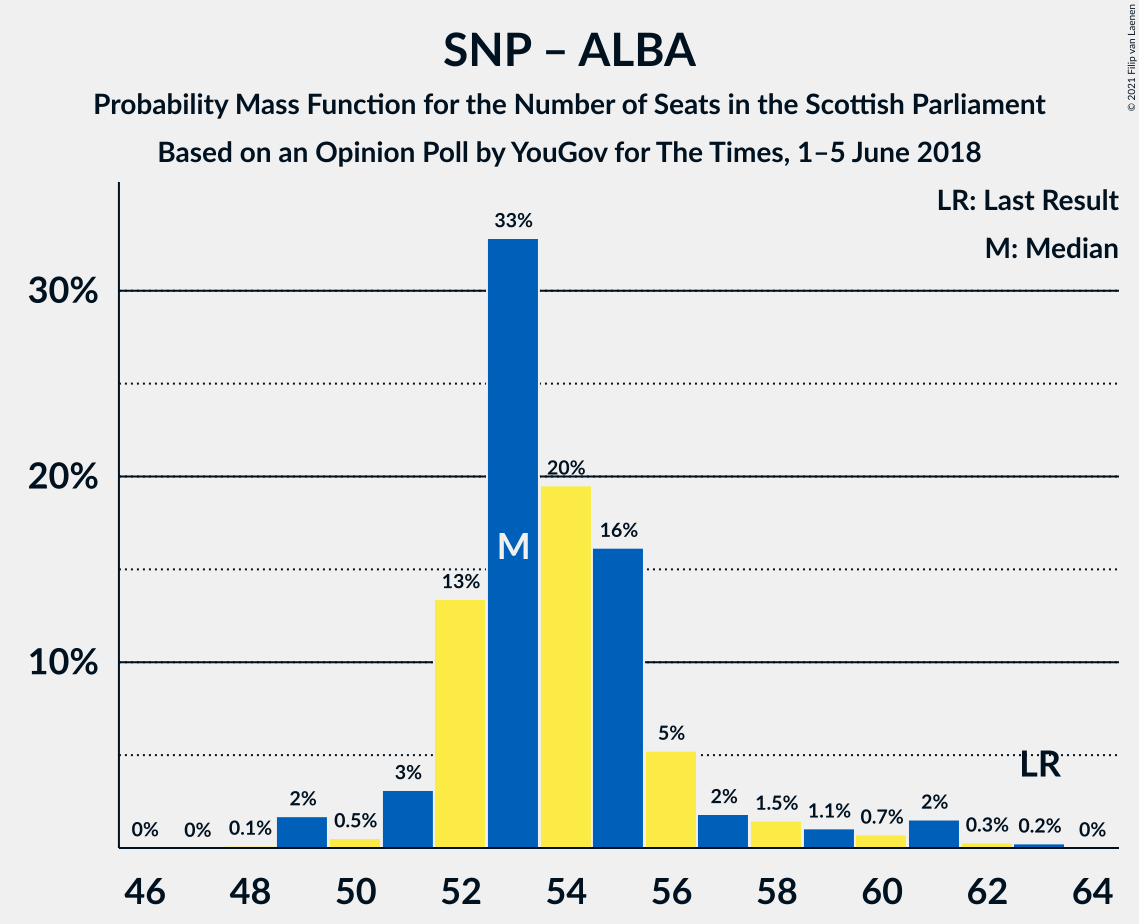 SNP – ALBA
Probability Mass Function for the Number of Seats in the Scottish Parliament
Based on an Opinion Poll by YouGov for The Times, 1–5 June 2018
© 2021 Filip van Laenen
LR: Last Result
M: Median
30%
20%
10%
0%
0%
0.1%
2%
0.5%
3%
13%
33%
M
20%
16%
5%
2%
1.5%
1.1%
0.7%
2%
0.3%
0.2%
LR
0%
46 48 50 52 54 56 58 60 62 64